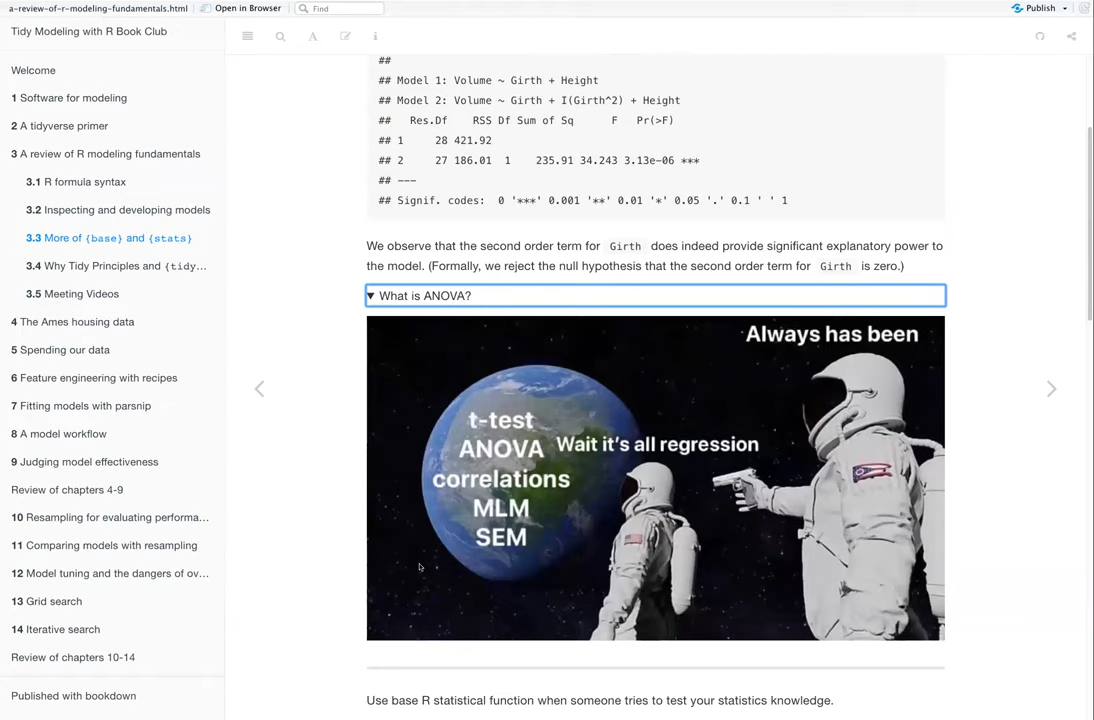 a-review-of-r-modeling-fundamentals.html
Open in Browser
Find
Publish
Tidy Modeling with R Book Club
Welcome
1 Software for modeling
2 A tidyverse primer
3 A review of R modeling fundamentals
3.1 R formula syntax
3.2 Inspecting and developing models
3.3 More of {base} and {stats}
3.4 Why Tidy Principles and {tidy…
3.5 Meeting Videos
4 The Ames housing data
5 Spending our data
6 Feature engineering with recipes
7 Fitting models with parsnip
8 A model workflow
9 Judging model effectiveness
Review of chapters 4-9
10 Resampling for evaluating performa…
11 Comparing models with resampling
12 Model tuning and the dangers of ov…
13 Grid search
14 Iterative search
Review of chapters 10-14
Published with bookdown
A
i
##
## Model 1: Volume ~ Girth + Height
## Model 2: Volume ~ Girth + I(Girth^2) + Height
##   Res.Df    RSS Df Sum of Sq      F   Pr(>F)
## 1     28 421.92
## 2     27 186.01  1    235.91 34.243 3.13e-06 ***
## ---
## Signif. codes:  0 '***' 0.001 '**' 0.01 '*' 0.05 '.' 0.1 ' ' 1
We observe that the second order term for Girth does indeed provide significant explanatory power to
the model. (Formally, we reject the null hypothesis that the second order term for Girth is zero.)
What is ANOVA?
Always has been
t-test
ANOVA
correlations
MLM
SEM
Wait it's all regression
Use base R statistical function when someone tries to test your statistics knowledge.